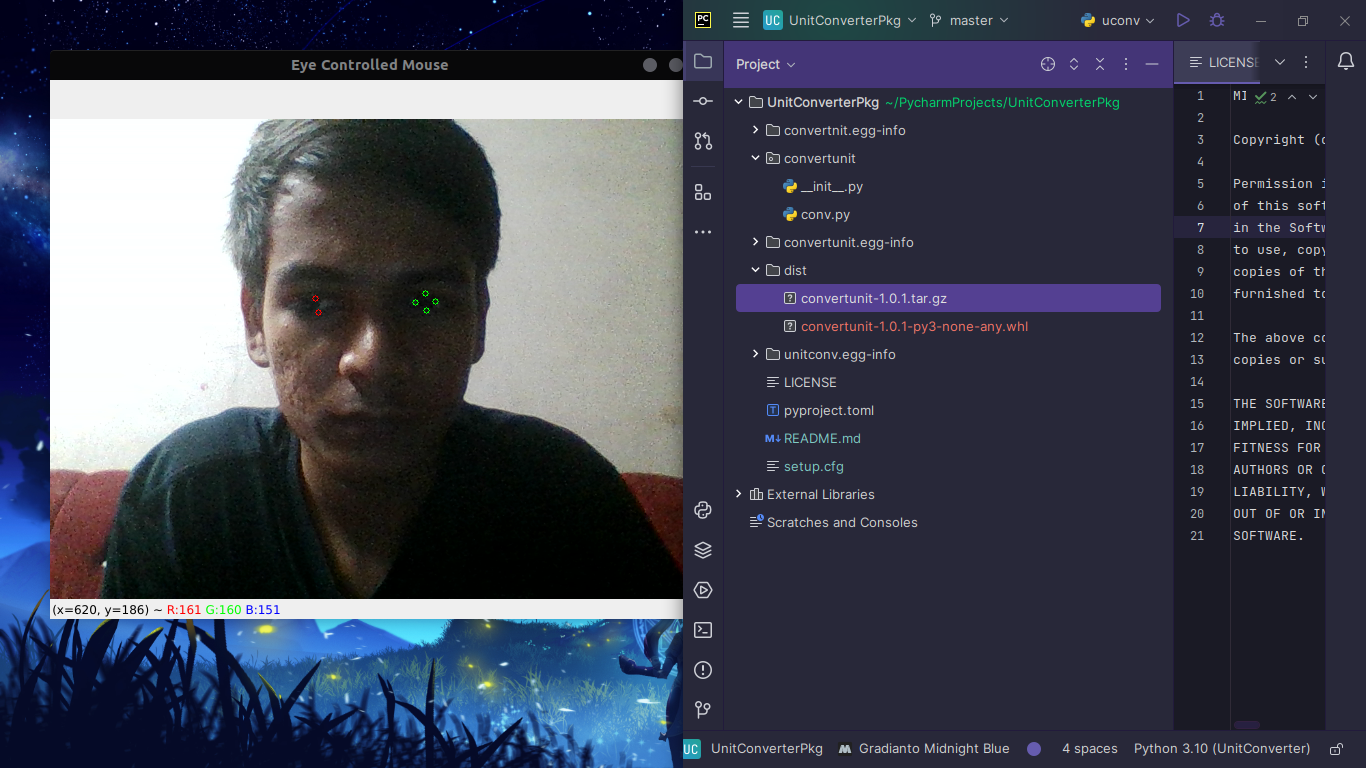 Eye Controlled Mouse
(x=620, y=186) ~ R:161 G:160 B:151
PC
UC UnitConverterPkg master uconv
Project
LICENSE
UnitConverterPkg ~/PycharmProjects/UnitConverterPkg
convertnit.egg-info
convertunit
__init__.py
conv.py
convertunit.egg-info
dist
convertunit-1.0.1.tar.gz
convertunit-1.0.1-py3-none-any.whl
unitconv.egg-info
LICENSE
pyproject.toml
README.md
setup.cfg
External Libraries
Scratches and Consoles
1 MI 2
2
3 Copyright (
4
5 Permission
6 of this soft
7 in the Softw
8 to use, copy
9 copies of th
10 furnished to
11
12 The above co
13 copies or su
14
15 THE SOFTWARE
16 IMPLIED, INC
17 FITNESS FOR
18 AUTHORS OR
19 LIABILITY,
20 OUT OF OR IN
21 SOFTWARE.
UC UnitConverterPkg Gradianto Midnight Blue 4 spaces Python 3.10 (UnitConverter)